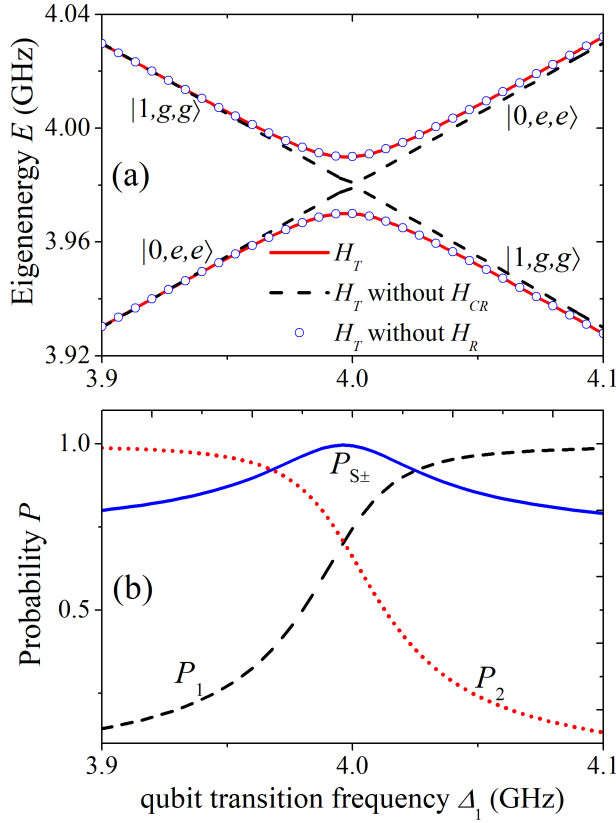 4.04
4.00
3.96
3.92
Eigenenergy E (GHz)
|1,g,g⟩
|0,e,e⟩
(a)
|0,e,e⟩
|1,g,g⟩
H_T
H_T without H_CR
H_T without H_R
3.9
4.0
4.1
1.0
0.5
Probability P
P_S±
(b)
P_1
P_2
3.9
4.0
4.1
qubit transition frequency Δ_1 (GHz)